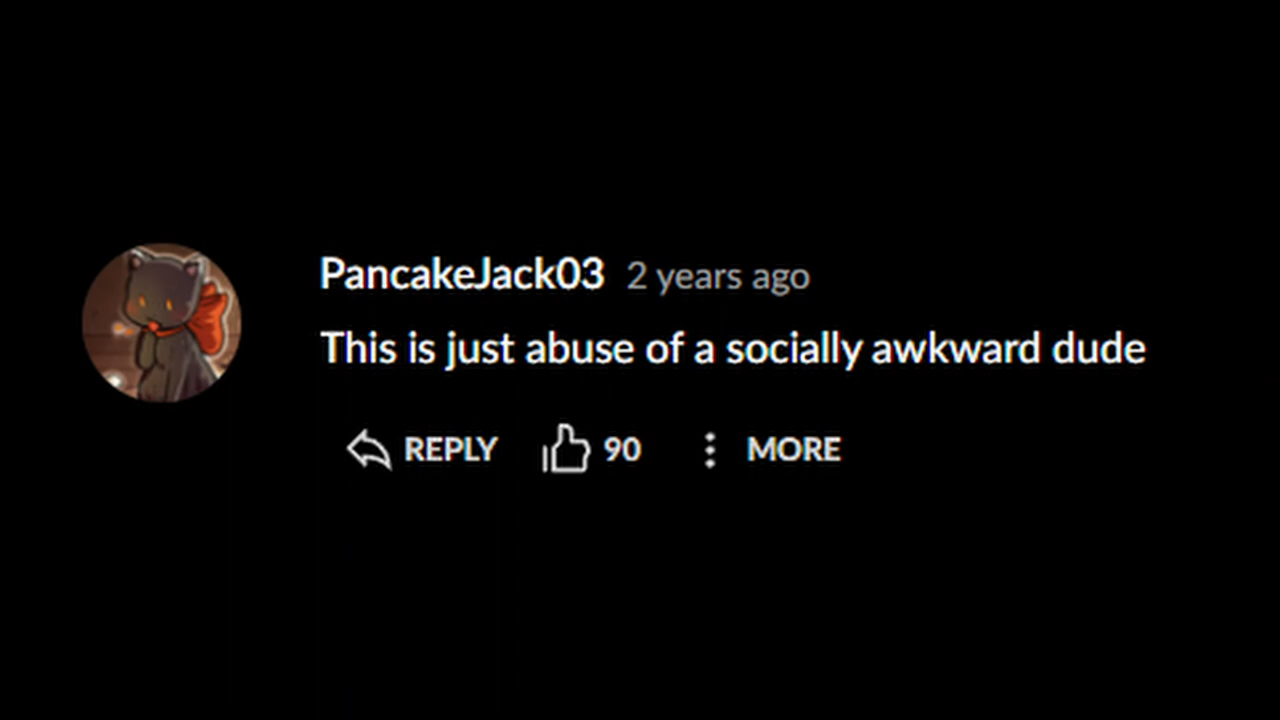 PancakeJack03 2 years ago
This is just abuse of a socially awkward dude
REPLY 90 MORE